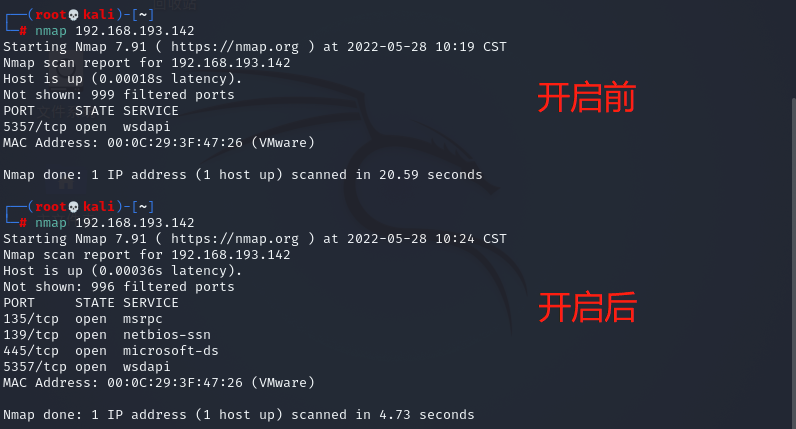 ┌──(root💀kali)-[~]
└─# nmap 192.168.193.142
Starting Nmap 7.91 ( https://nmap.org ) at 2022-05-28 10:19 CST
Nmap scan report for 192.168.193.142
Host is up (0.00018s latency).
Not shown: 999 filtered ports
PORT     STATE SERVICE
5357/tcp open  wsdapi
MAC Address: 00:0C:29:3F:47:26 (VMware)
Nmap done: 1 IP address (1 host up) scanned in 20.59 seconds
开启前
┌──(root💀kali)-[~]
└─# nmap 192.168.193.142
Starting Nmap 7.91 ( https://nmap.org ) at 2022-05-28 10:24 CST
Nmap scan report for 192.168.193.142
Host is up (0.00036s latency).
Not shown: 996 filtered ports
PORT     STATE SERVICE
135/tcp  open  msrpc
139/tcp  open  netbios-ssn
445/tcp  open  microsoft-ds
5357/tcp open  wsdapi
MAC Address: 00:0C:29:3F:47:26 (VMware)
Nmap done: 1 IP address (1 host up) scanned in 4.73 seconds
开启后